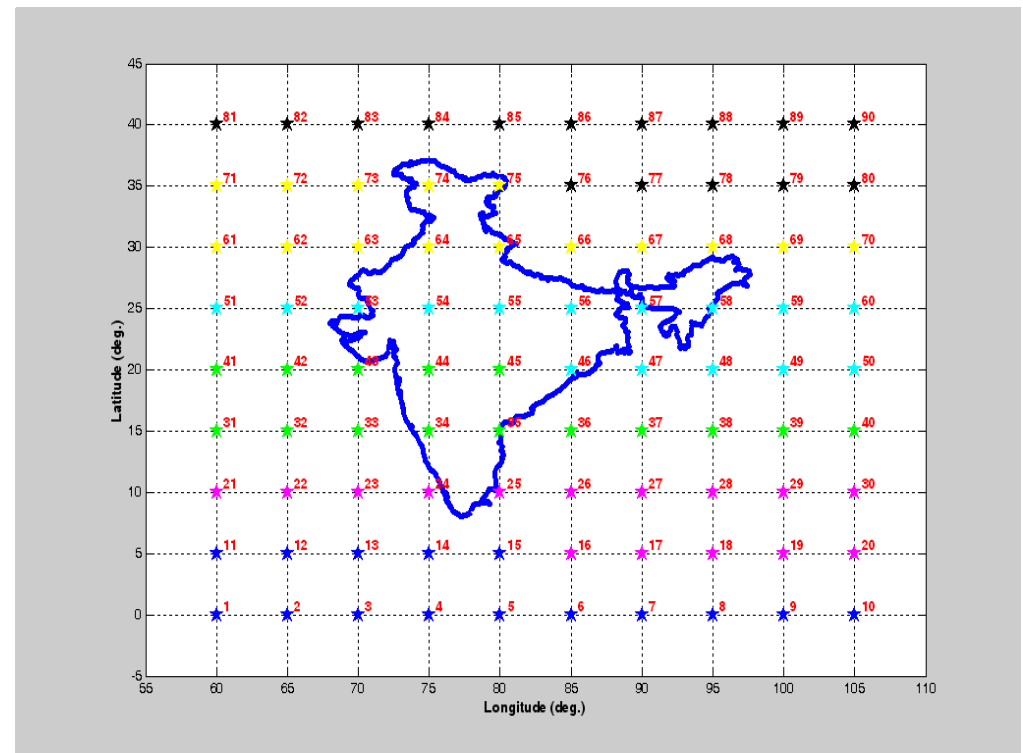 45
81 82 83 84 85 86 87 88 89 90
40
71 72 73 74 75 76 77 78 79 80
35
61 62 63 64 65 66 67 68 69 70
30
51 52 53 54 55 56 57 58 59 60
25
41 42 43 44 45 46 47 48 49 50
20
31 32 33 34 35 36 37 38 39 40
15
21 22 23 24 25 26 27 28 29 30
10
11 12 13 14 15 16 17 18 19 20
5
1 2 3 4 5 6 7 8 9 10
0
-5
Latitude (deg.)
55 60 65 70 75 80 85 90 95 100 105 110
Longitude (deg.)